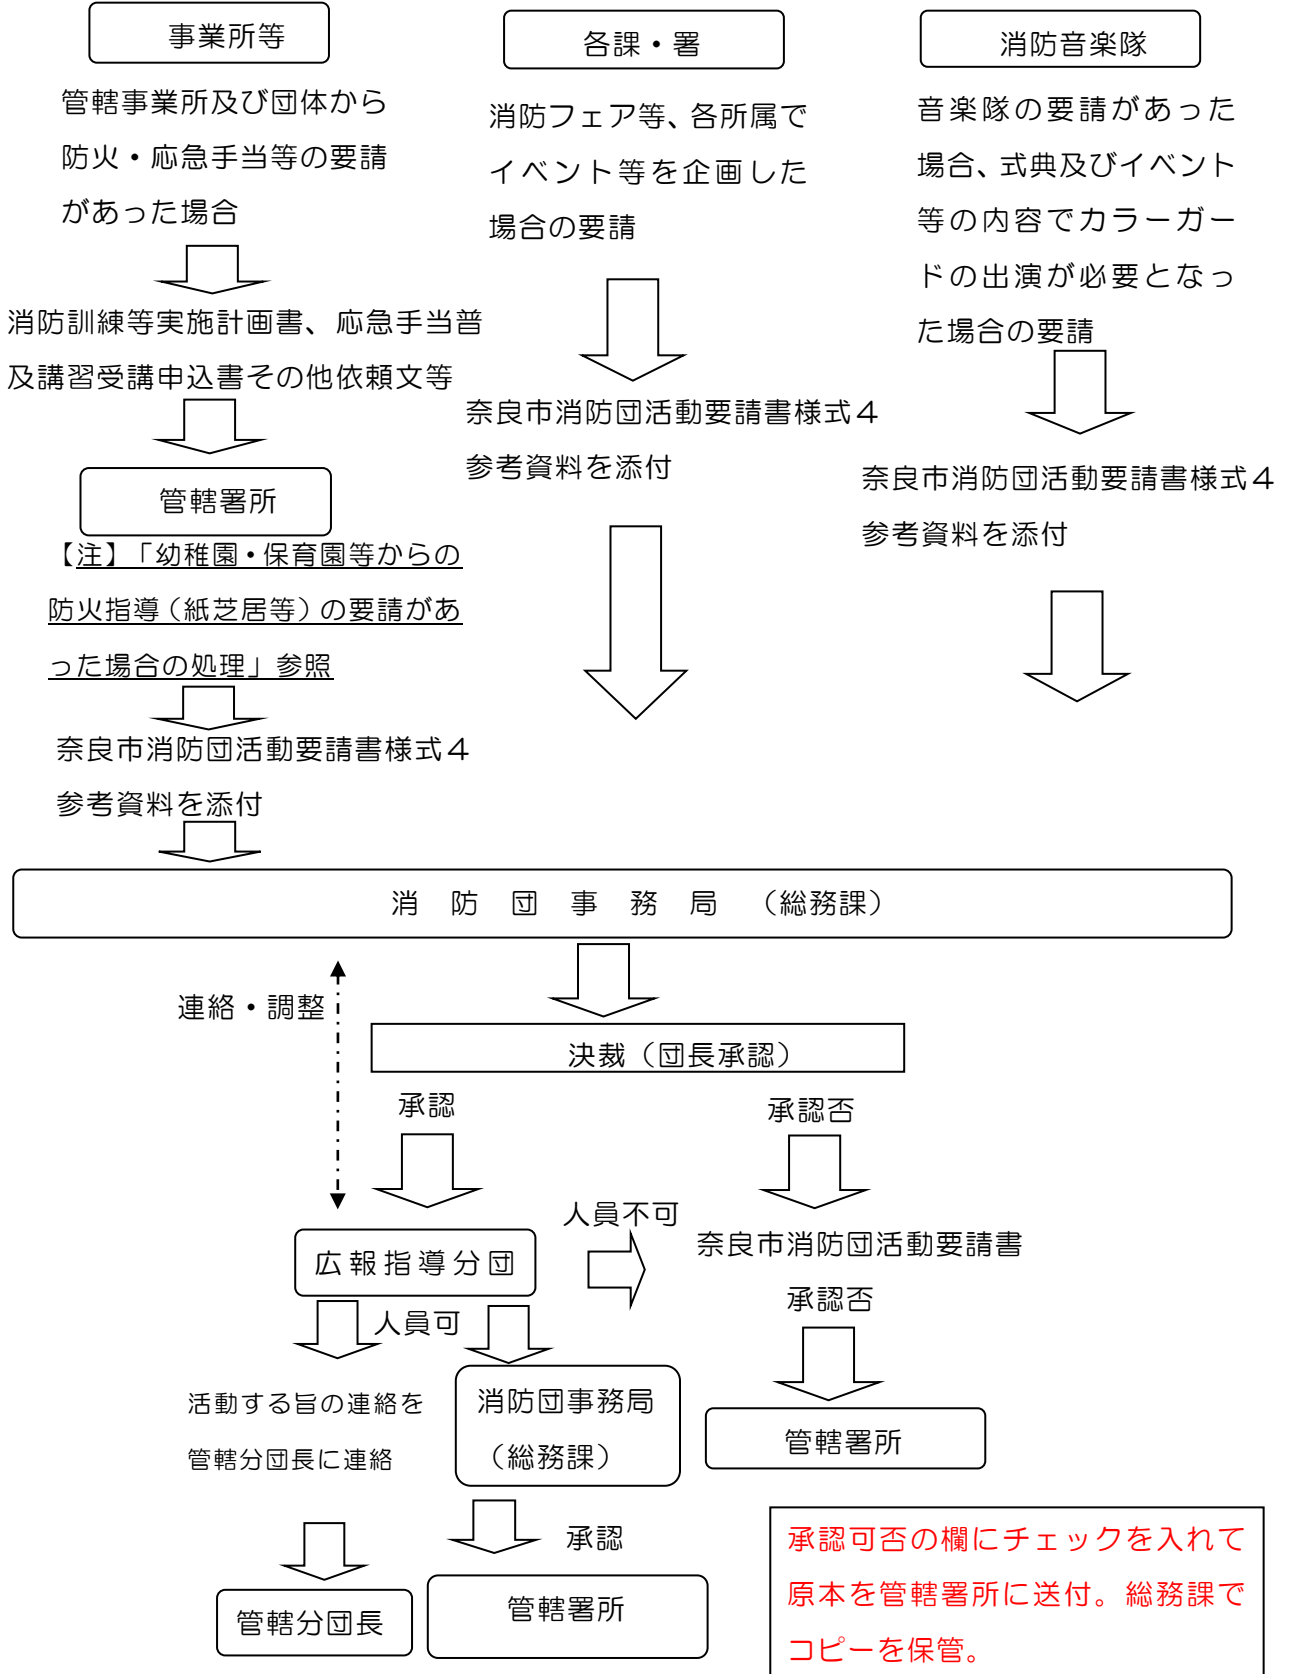 事業所等
管轄事業所及び団体から
防火・応急手当等の要請
があった場合
消防訓練等実施計画書、応急手当普
及講習受講申込書その他依頼文等
管轄署所
【注】「幼稚園・保育園等からの
防火指導（紙芝居等）の要請があ
った場合の処理」参照
奈良市消防団活動要請書様式４
参考資料を添付
各課・署
消防フェア等、各所属で
イベント等を企画した
場合の要請
奈良市消防団活動要請書様式４
参考資料を添付
消防音楽隊
音楽隊の要請があった
場合、式典及びイベント
等の内容でカラーガー
ドの出演が必要となっ
た場合の要請
奈良市消防団活動要請書様式４
参考資料を添付
消　防　団　事　務　局　（総務課）
連絡・調整
決裁（団長承認）
承認
承認否
広報指導分団
人員不可
奈良市消防団活動要請書
承認否
人員可
活動する旨の連絡を
管轄分団長に連絡
消防団事務局
（総務課）
管轄署所
承認
管轄分団長
管轄署所
承認可否の欄にチェックを入れて
原本を管轄署所に送付。総務課で
コピーを保管。